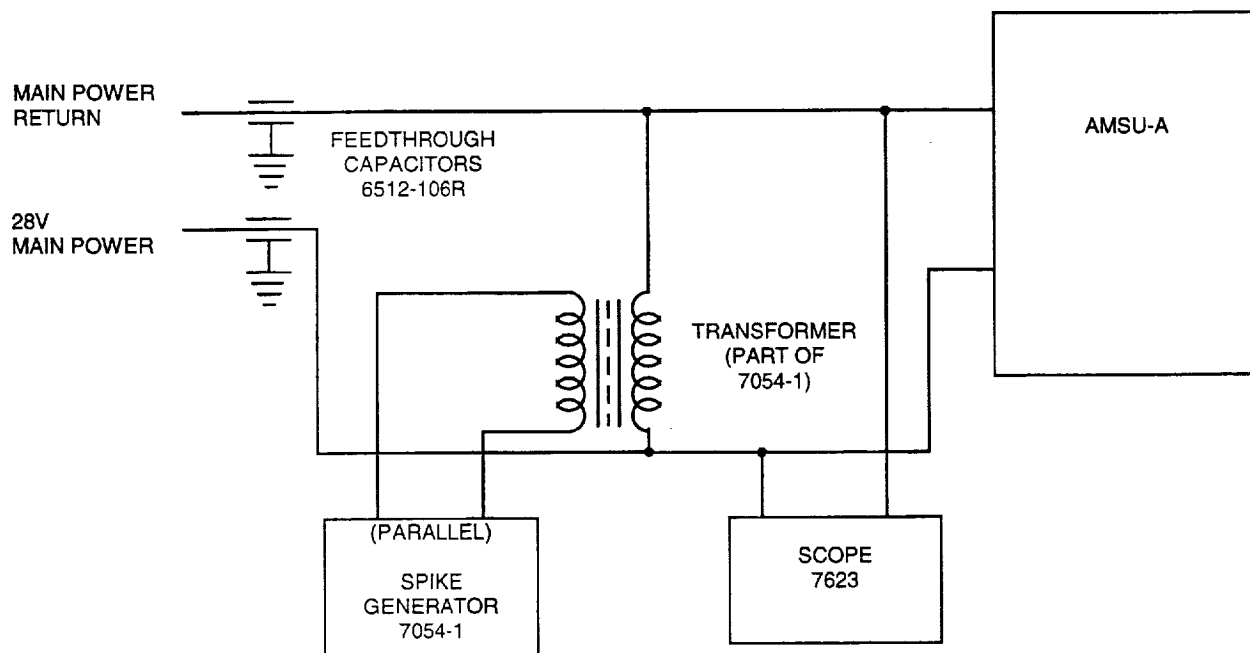 MAIN POWER
RETURN
FEEDTHROUGH
CAPACITORS
6512-106R
AMSU-A
28V
MAIN POWER
TRANSFORMER
(PART OF
7054-1)
(PARALLEL)
SPIKE
GENERATOR
7054-1
SCOPE
7623